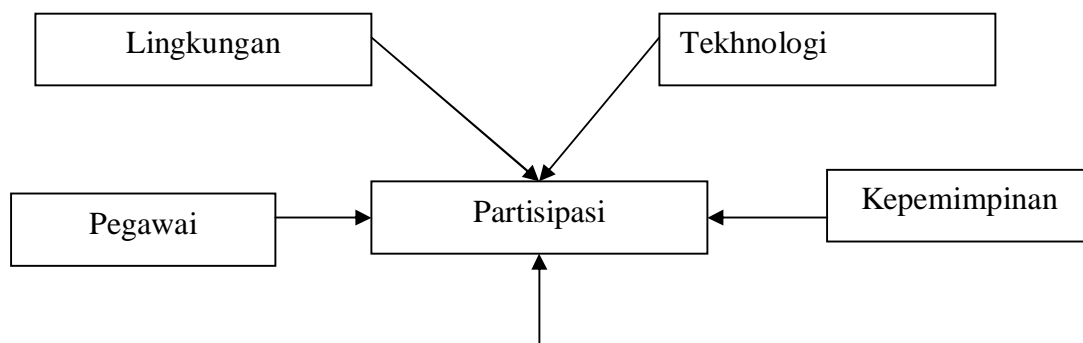 Lingkungan
Tekhnologi
Pegawai
Partisipasi
Kepemimpinan